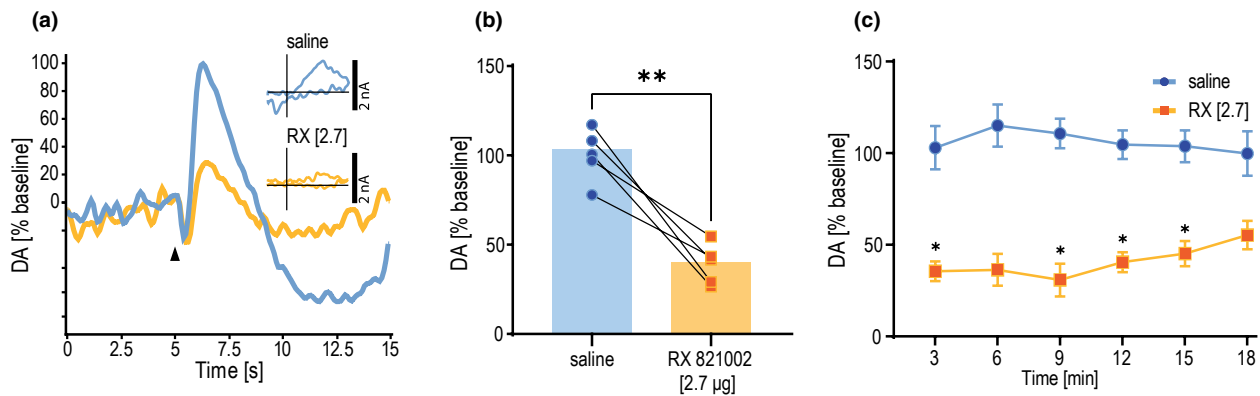 (a)
DA [% baseline]
100
80
60
40
20
0
0
2.5
5
7.5
10
12.5
15
Time [s]
saline
2 nA
RX [2.7]
2 nA
(b)
DA [% baseline]
150
100
50
0
**
saline
RX 821002
[2.7 µg]
(c)
DA [% baseline]
150
100
50
0
saline
RX [2.7]
* * * *
3
6
9
12
15
18
Time [min]